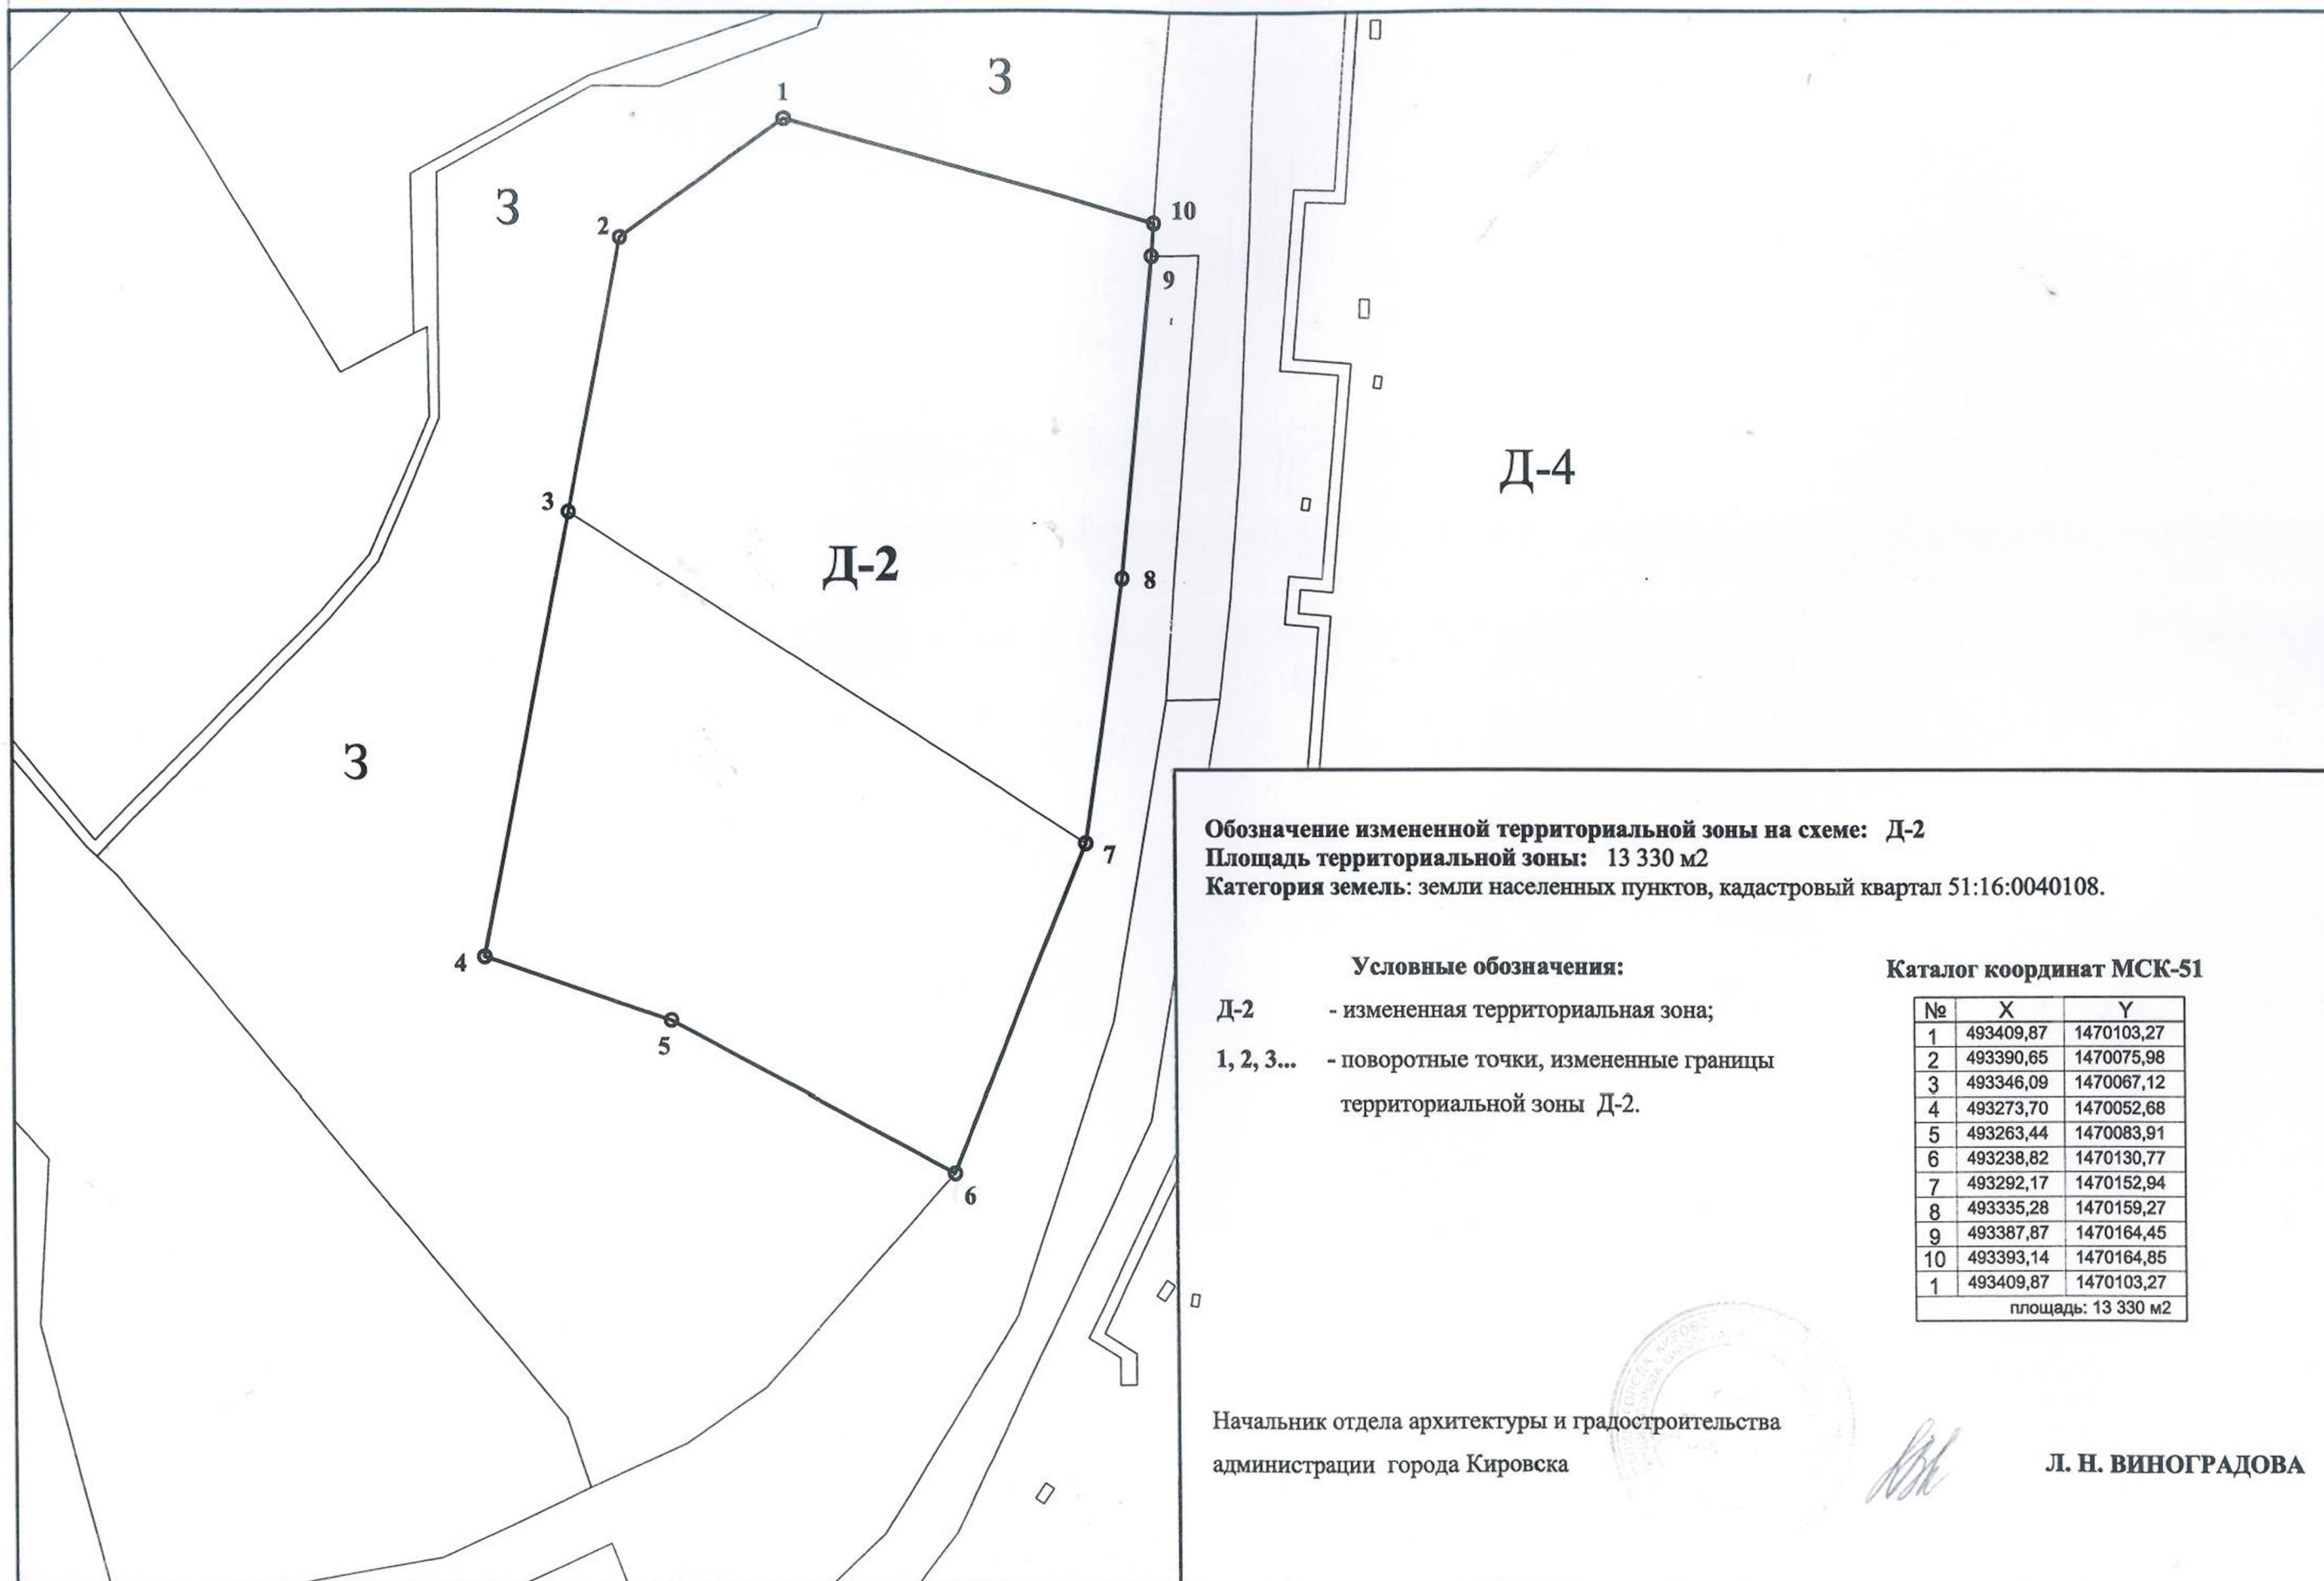 З
1
З
10
2
9
Д-4
3
Д-2
8
З
7
4
5
6
Обозначение измененной территориальной зоны на схеме: Д-2
Площадь территориальной зоны: 13 330 м2
Категория земель: земли населенных пунктов, кадастровый квартал 51:16:0040108.
Условные обозначения:
Д-2 - измененная территориальная зона;
1, 2, 3... - поворотные точки, измененные границы
территориальной зоны Д-2.
Каталог координат МСК-51
№ X Y
1 493409,87 1470103,27
2 493390,65 1470075,98
3 493346,09 1470067,12
4 493273,70 1470052,68
5 493263,44 1470083,91
6 493238,82 1470130,77
7 493292,17 1470152,94
8 493335,28 1470159,27
9 493387,87 1470164,45
10 493393,14 1470164,85
1 493409,87 1470103,27
площадь: 13 330 м2
Начальник отдела архитектуры и градостроительства
администрации города Кировска
Л. Н. ВИНОГРАДОВА